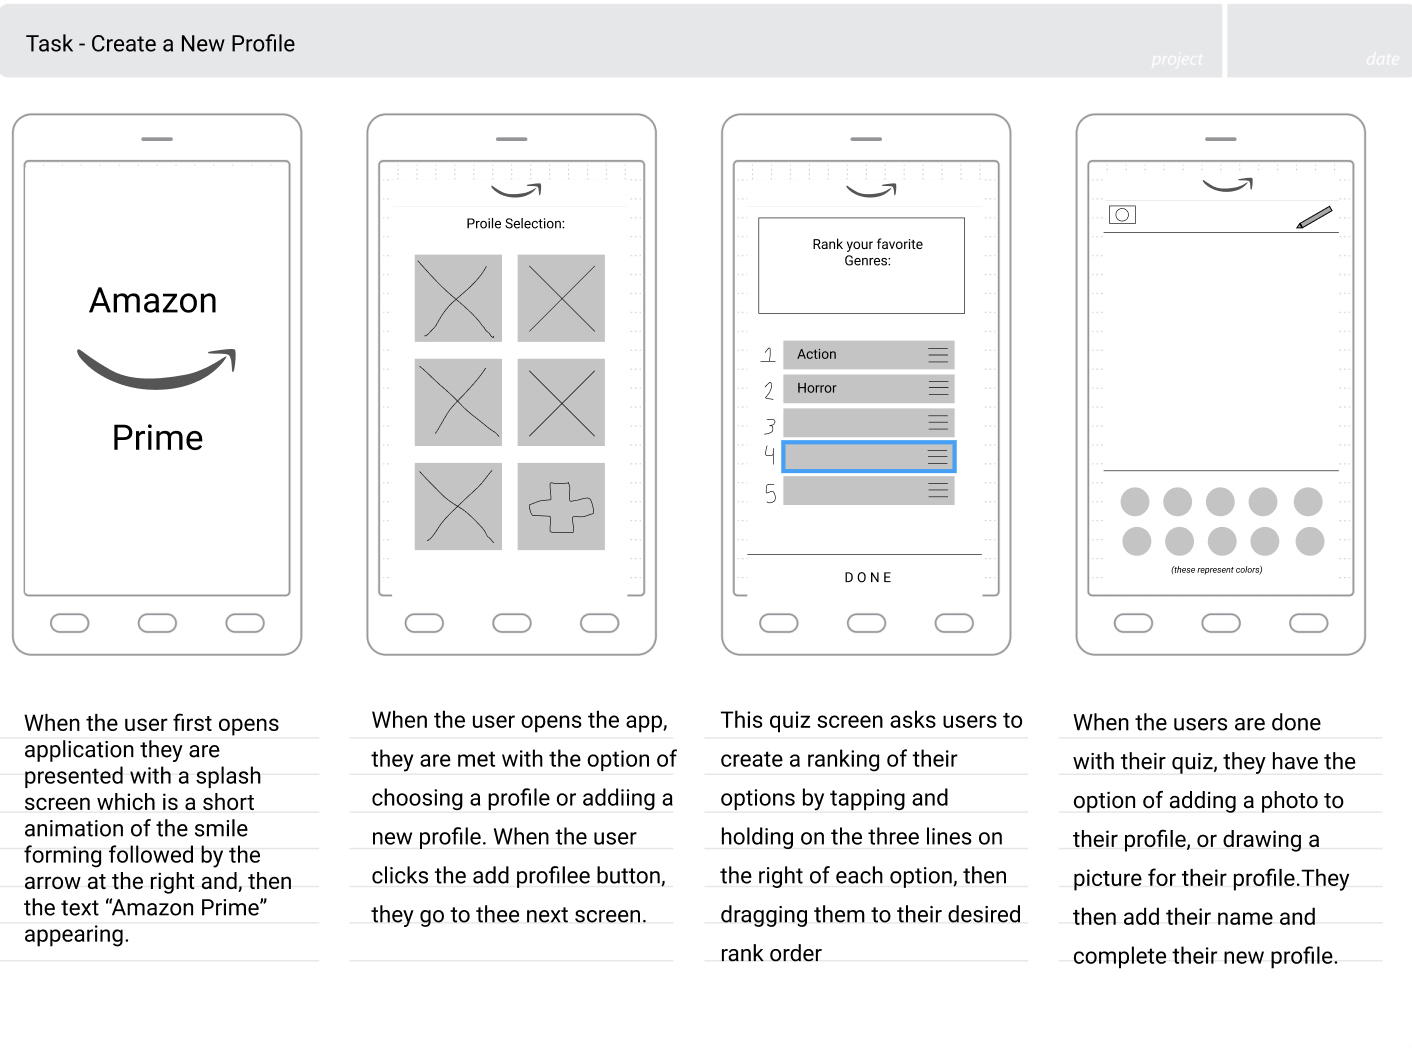 Task - Create a New Profile
project
date
Amazon
Prime
Proile Selection:
Rank your favorite
Genres:
1 Action
2 Horror
3
4
5
DONE
(these represent colors)
When the user first opens
application they are
presented with a splash
screen which is a short
animation of the smile
forming followed by the
arrow at the right and, then
the text “Amazon Prime”
appearing.
When the user opens the app,
they are met with the option of
choosing a profile or addiing a
new profile. When the user
clicks the add profilee button,
they go to thee next screen.
This quiz screen asks users to
create a ranking of their
options by tapping and
holding on the three lines on
the right of each option, then
dragging them to their desired
rank order
When the users are done
with their quiz, they have the
option of adding a photo to
their profile, or drawing a
picture for their profile.They
then add their name and
complete their new profile.